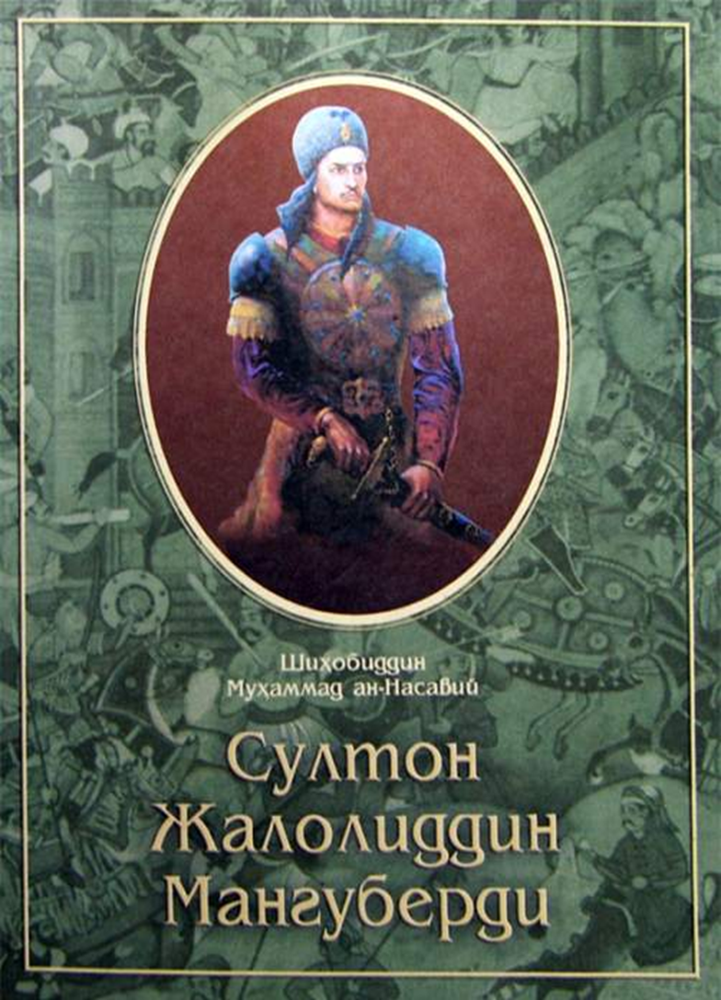 Шиҳобиддин
Муҳаммад ан-Насавий
Султон
Жалолиддин
Мангуберди